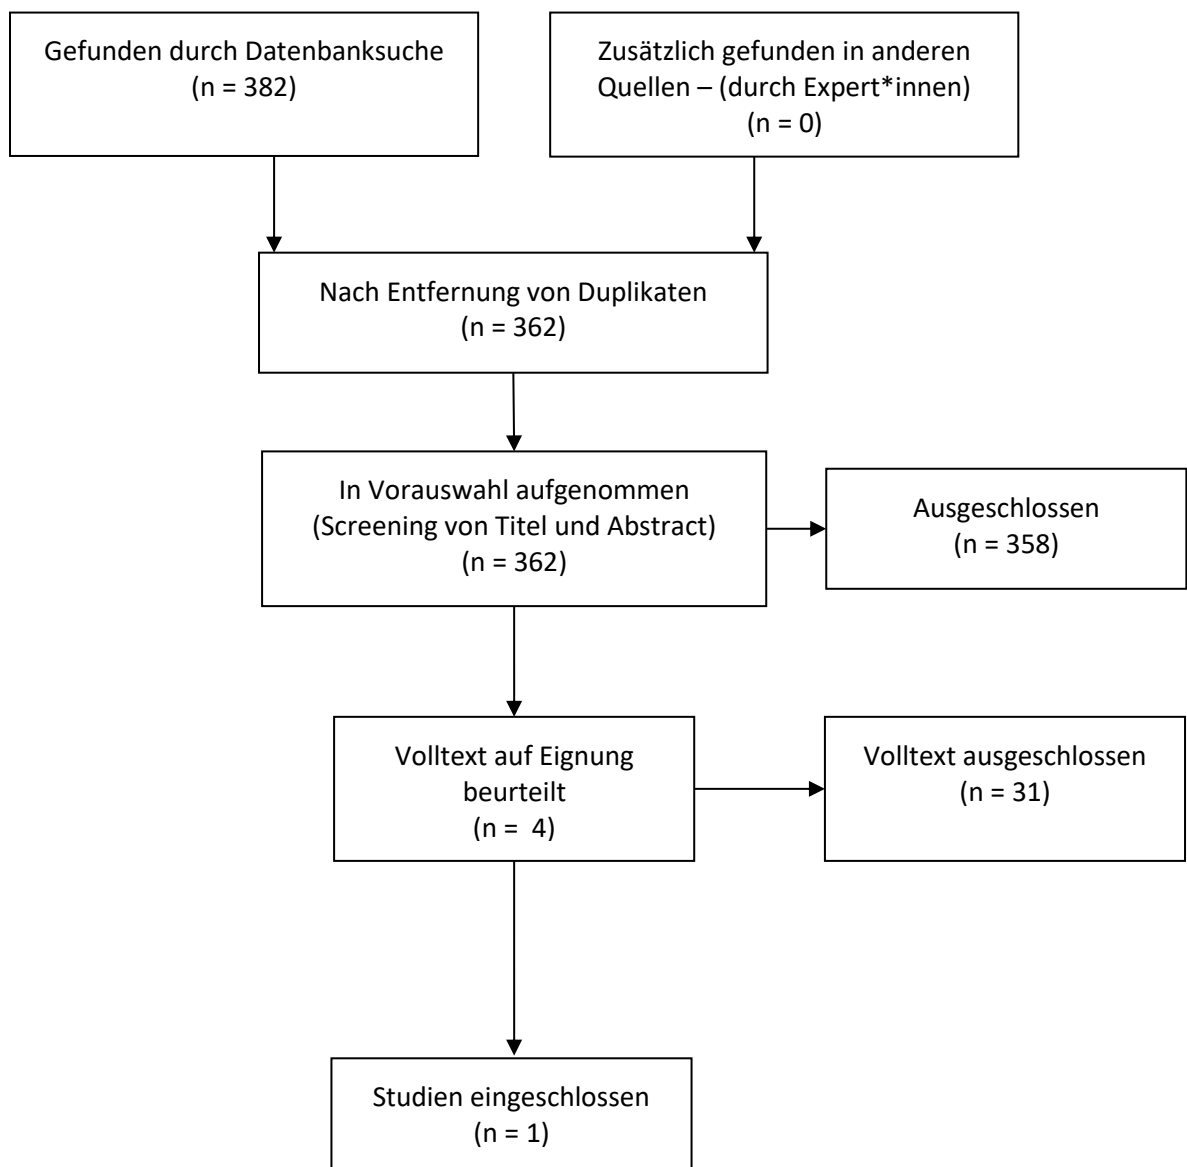 Gefunden durch Datenbanksuche
(n = 382)
Zusätzlich gefunden in anderen
Quellen – (durch Expert*innen)
(n = 0)
Nach Entfernung von Duplikaten
(n = 362)
In Vorauswahl aufgenommen
(Screening von Titel und Abstract)
(n = 362)
Ausgeschlossen
(n = 358)
Volltext auf Eignung
beurteilt
(n =  4)
Volltext ausgeschlossen
(n = 31)
Studien eingeschlossen
(n = 1)